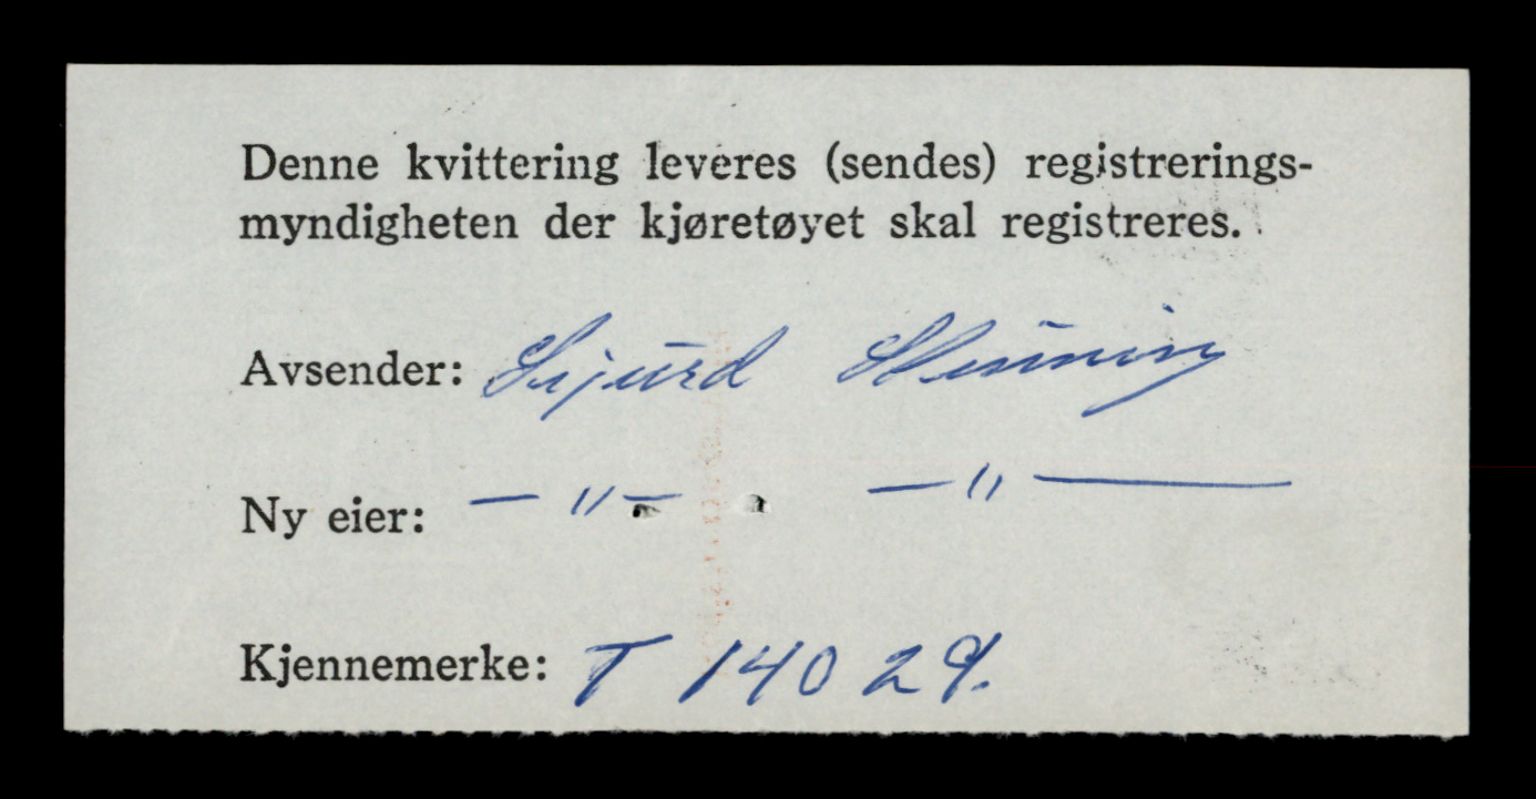 Denne kvittering leveres (sendes) registrerings-
myndigheten der kjøretøyet skal registreres.
Avsender: Sigurd
Ny eier: — " — — " —
Kjennemerke: T 14029.